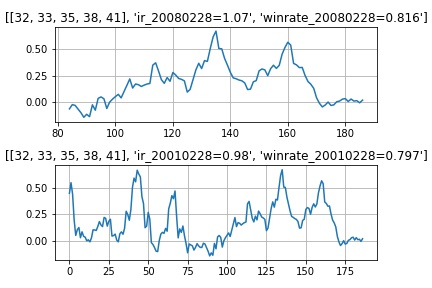 [[32, 33, 35, 38, 41], 'ir_20080228=1.07', 'winrate_20080228=0.816']
0.50
0.25
0.00
80 100 120 140 160 180
[[32, 33, 35, 38, 41], 'ir_20010228=0.98', 'winrate_20010228=0.797']
0.50
0.25
0.00
0 25 50 75 100 125 150 175